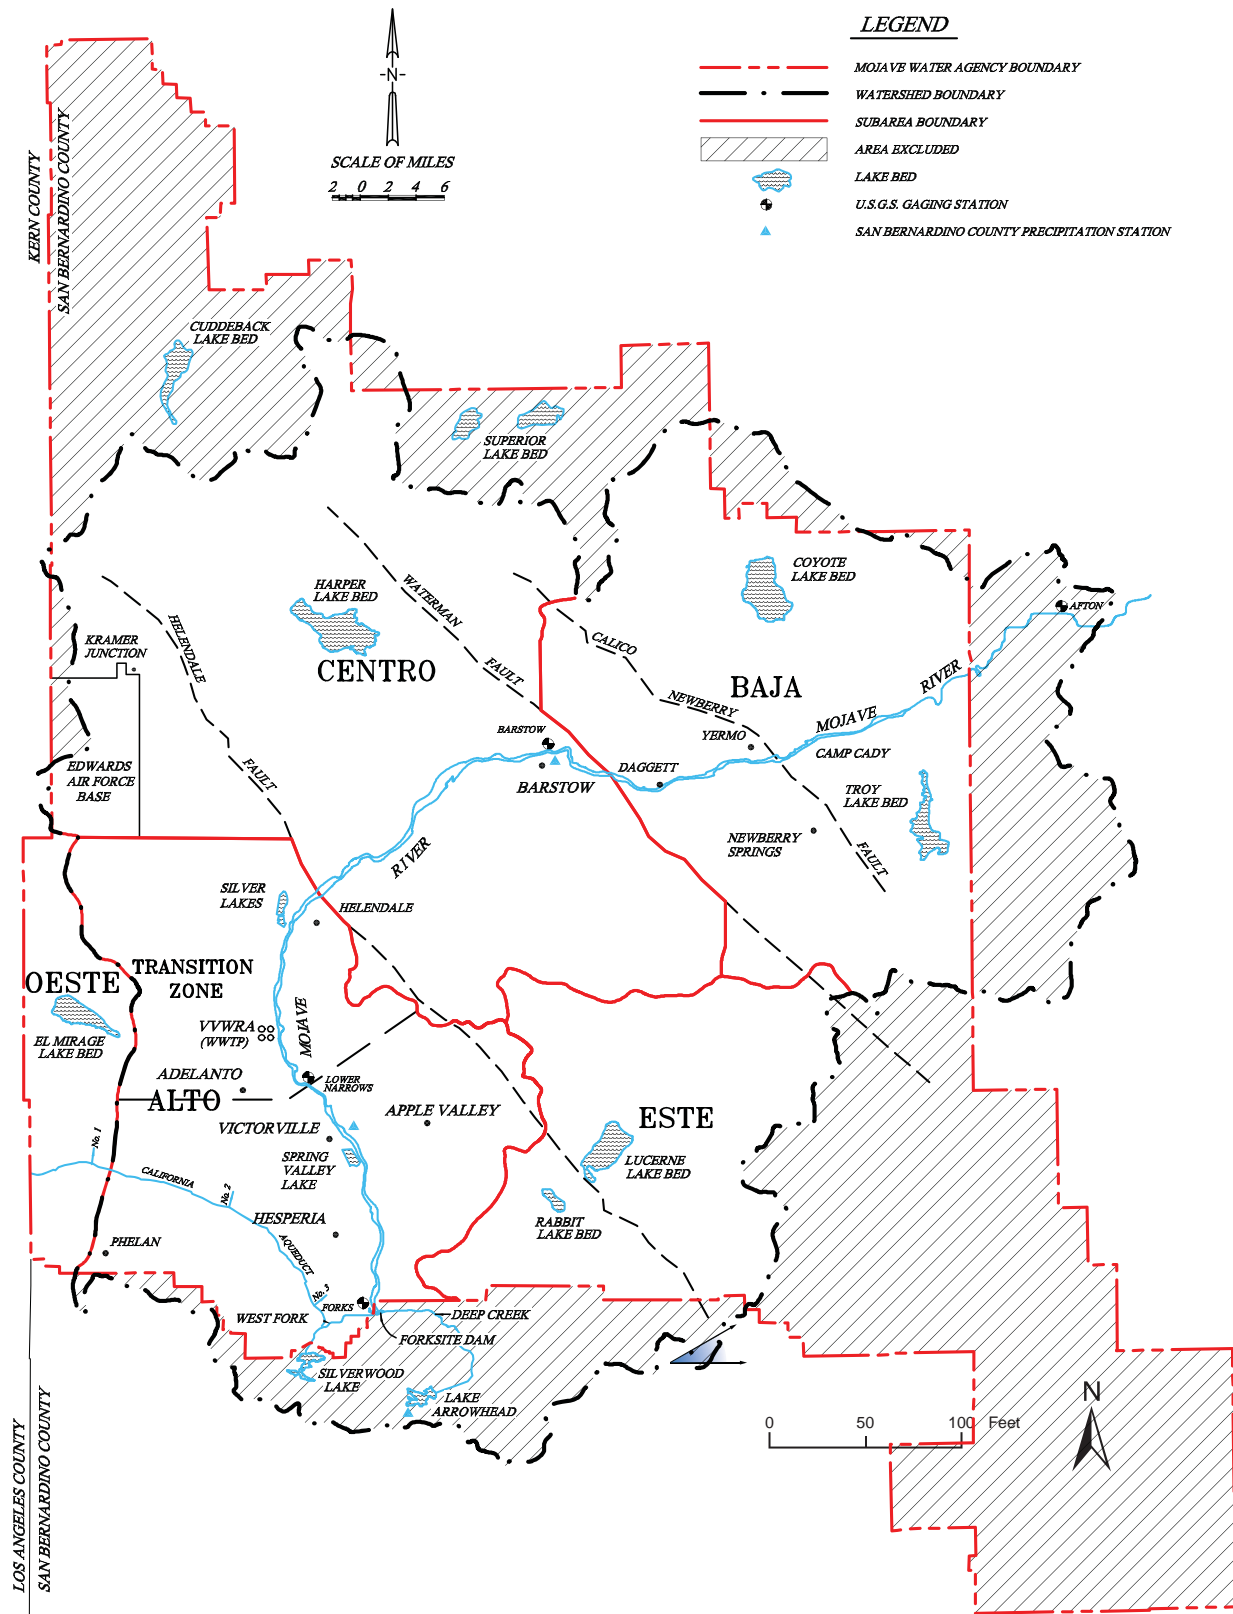 LEGEND
MOJAVE WATER AGENCY BOUNDARY
WATERSHED BOUNDARY
SUBAREA BOUNDARY
AREA EXCLUDED
LAKE BED
U.S.G.S. GAGING STATION
SAN BERNARDINO COUNTY PRECIPITATION STATION
-N-
SCALE OF MILES
2 0 2 4 6
KERN COUNTY
SAN BERNARDINO COUNTY
CUDDEBACK
LAKE BED
SUPERIOR
LAKE BED
COYOTE
LAKE BED
HARPER
LAKE BED
WATERMAN
FAULT
CALICO
NEWBERRY
FAULT
HELENDALE
FAULT
AFTON
KRAMER
JUNCTION
CENTRO
BAJA
MOJAVE
RIVER
BARSTOW
YERMO
CAMP CADY
DAGGETT
BARSTOW
EDWARDS
AIR FORCE
BASE
TROY
LAKE BED
NEWBERRY
SPRINGS
RIVER
SILVER
LAKES
HELENDALE
OESTE
TRANSITION
ZONE
EL MIRAGE
LAKE BED
VVWRA
(WWTP)
MOJAVE
ADELANTO
LOWER
NARROWS
ALTO
APPLE VALLEY
ESTE
VICTORVILLE
SPRING
VALLEY
LAKE
LUCERNE
LAKE BED
No. 1
CALIFORNIA
No. 2
AQUEDUCT
No. 3
HESPERIA
RABBIT
LAKE BED
PHELAN
WEST FORK
FORKS
DEEP CREEK
FORKSITE DAM
SILVERWOOD
LAKE
LAKE
ARROWHEAD
N
0 50 100 Feet
LOS ANGELES COUNTY
SAN BERNARDINO COUNTY